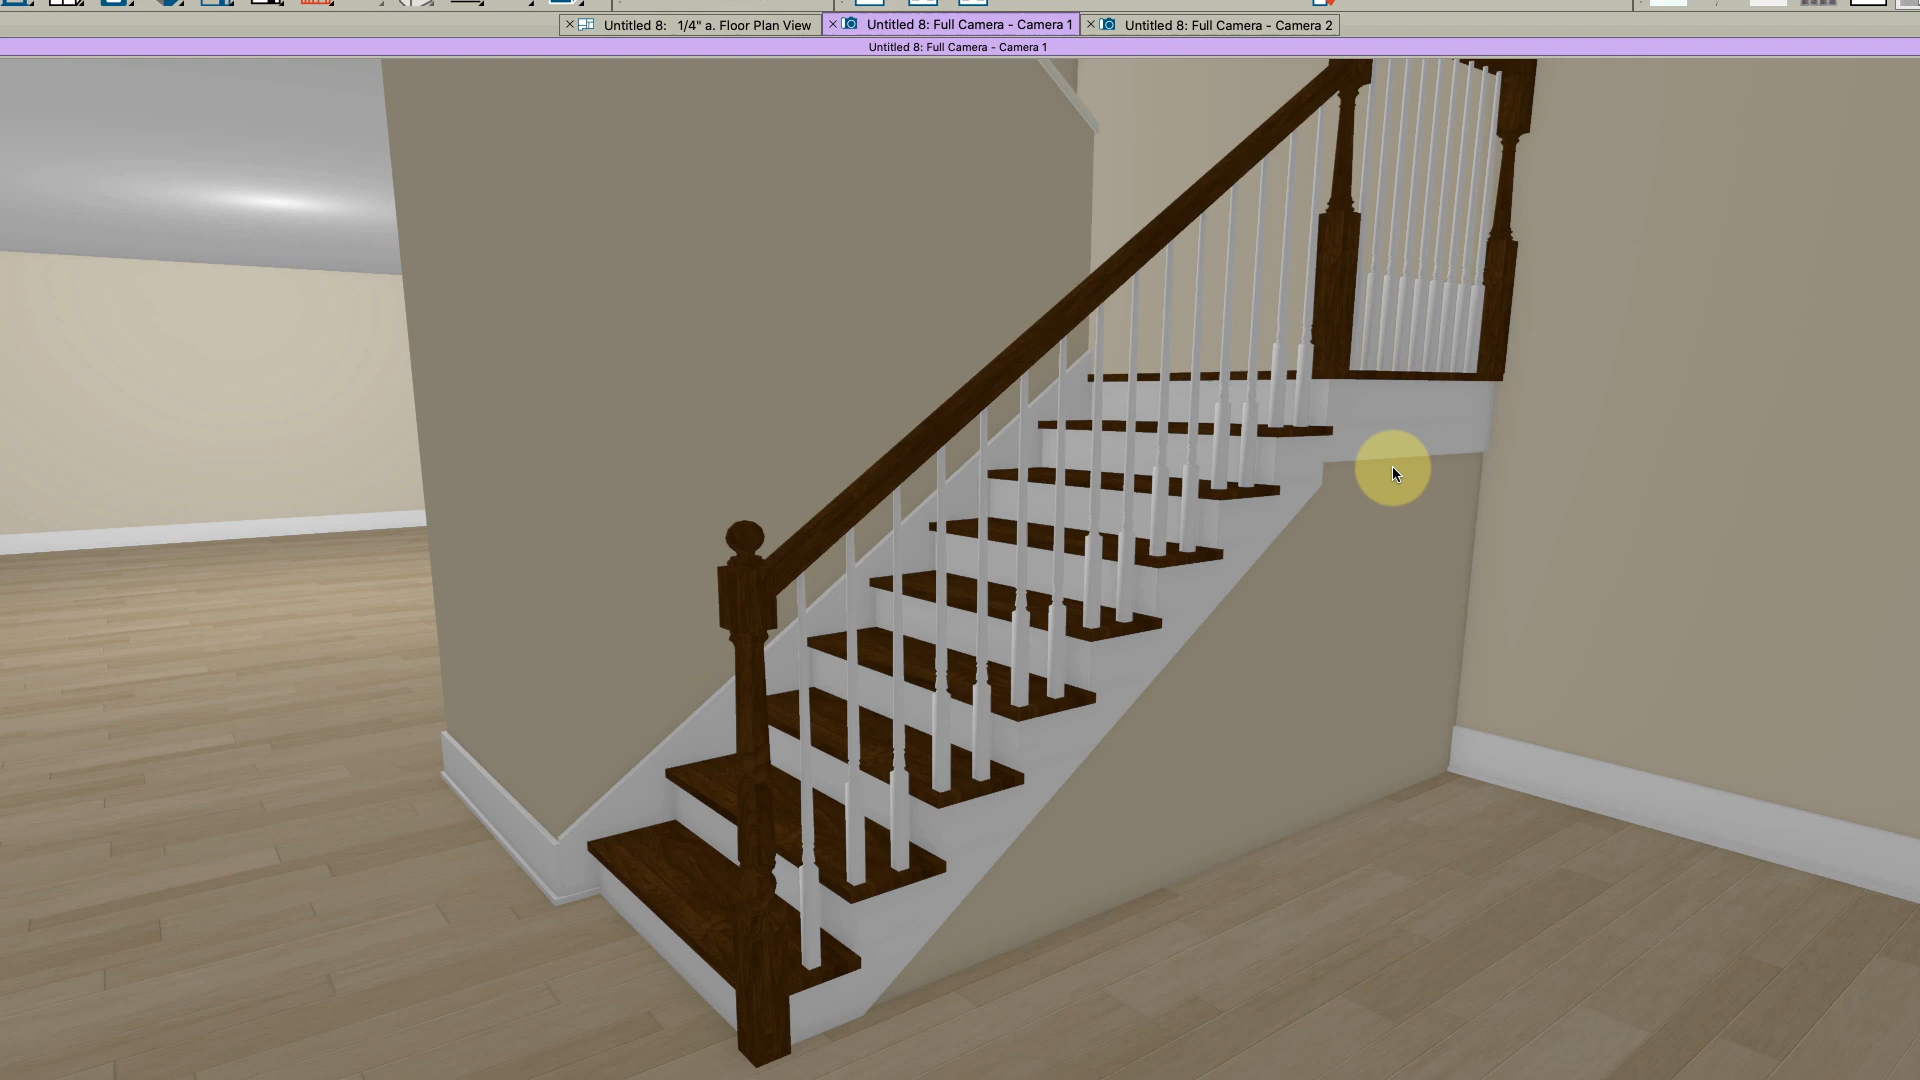 Untitled 8: 1/4" a. Floor Plan View
Untitled 8: Full Camera - Camera 1
Untitled 8: Full Camera - Camera 2
Untitled 8: Full Camera - Camera 1